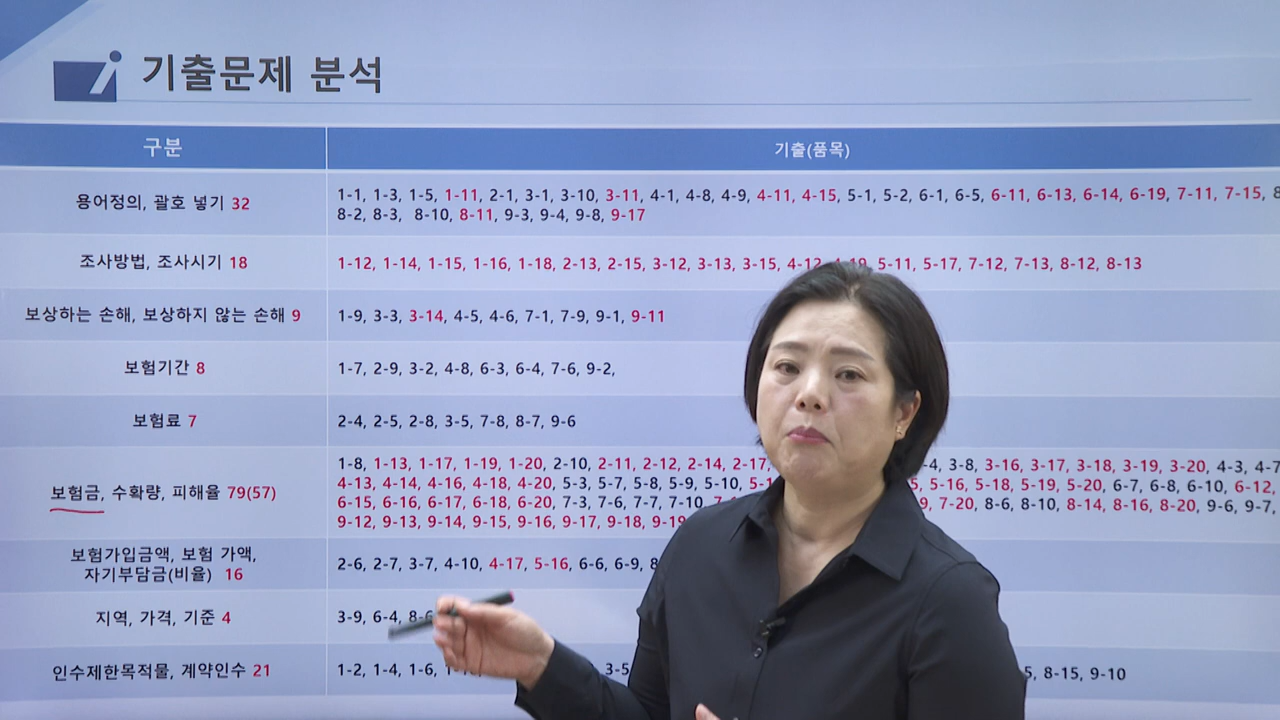 기출문제 분석
구분
기출(품목)
용어정의, 괄호 넣기 32
1-1, 1-3, 1-5, 1-11, 2-1, 3-1, 3-10, 3-11, 4-1, 4-8, 4-9, 4-11, 4-15, 5-1, 5-2, 6-1, 6-5, 6-11, 6-13, 6-14, 6-19, 7-11, 7-15,
8-2, 8-3, 8-10, 8-11, 9-3, 9-4, 9-8, 9-17
조사방법, 조사시기 18
1-12, 1-14, 1-15, 1-16, 1-18, 2-13, 2-15, 3-12, 3-13, 3-15, 4-12, 4-19, 5-11, 5-17, 7-12, 7-13, 8-12, 8-13
보상하는 손해, 보상하지 않는 손해 9
1-9, 3-3, 3-14, 4-5, 4-6, 7-1, 7-9, 9-1, 9-11
보험기간 8
1-7, 2-9, 3-2, 4-8, 6-3, 6-4, 7-6, 9-2,
보험료 7
2-4, 2-5, 2-8, 3-5, 7-8, 8-7, 9-6
보험금, 수확량, 피해율 79(57)
1-8, 1-13, 1-17, 1-19, 1-20, 2-10, 2-11, 2-12, 2-14, 2-17, 3-8, 3-16, 3-17, 3-18, 3-19, 3-20, 4-3, 4-7
4-13, 4-14, 4-16, 4-18, 4-20, 5-3, 5-7, 5-8, 5-9, 5-10, 5-16, 5-18, 5-19, 5-20, 6-7, 6-8, 6-10, 6-12,
6-15, 6-16, 6-17, 6-18, 6-20, 7-3, 7-6, 7-7, 7-10, 7-20, 8-6, 8-10, 8-14, 8-16, 8-20, 9-6, 9-7,
9-12, 9-13, 9-14, 9-15, 9-16, 9-17, 9-18, 9-19
보험가입금액, 보험 가액,
자기부담금(비율) 16
2-6, 2-7, 3-7, 4-10, 4-17, 5-16, 6-6, 6-9,
지역, 가격, 기준 4
3-9, 6-4, 8-6
인수제한목적물, 계약인수 21
1-2, 1-4, 1-6, 3-5 8-15, 9-10